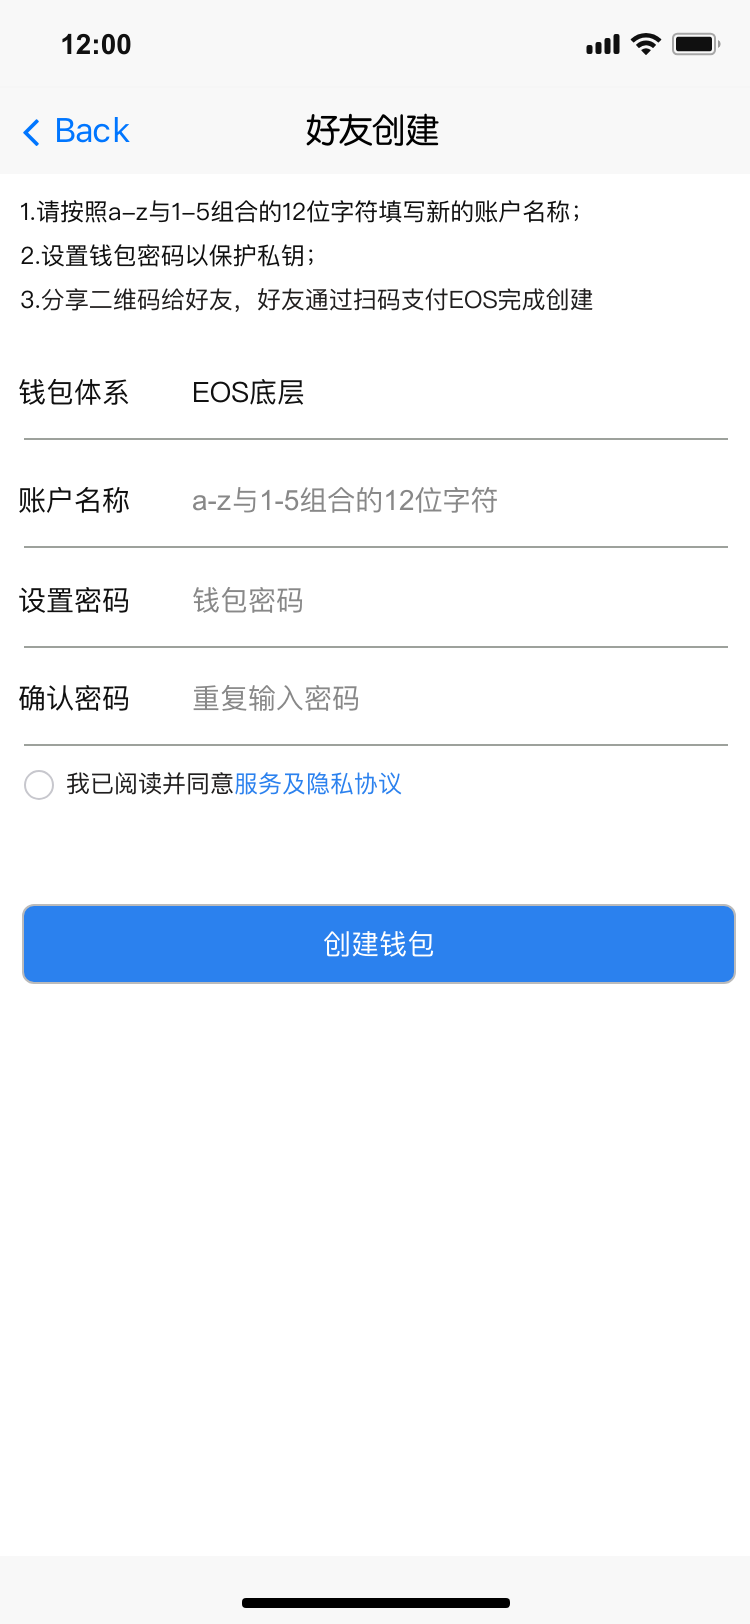 12:00
Back
好友创建
1.请按照a–z与1–5组合的12位字符填写新的账户名称；
2.设置钱包密码以保护私钥；
3.分享二维码给好友，好友通过扫码支付EOS完成创建
钱包体系 EOS底层
账户名称 a-z与1-5组合的12位字符
设置密码 钱包密码
确认密码 重复输入密码
我已阅读并同意服务及隐私协议
创建钱包